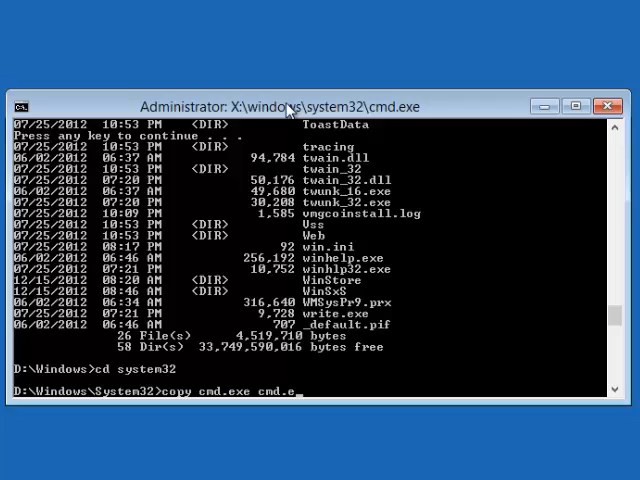 Administrator: X:\windows\system32\cmd.exe
07/25/2012  10:53 PM    <DIR>          ToastData
Press any key to continue . . .
07/25/2012  10:53 PM    <DIR>          tracing
06/02/2012  06:37 AM            94,784 twain.dll
07/25/2012  10:53 PM    <DIR>          twain_32
07/25/2012  07:20 PM            50,176 twain_32.dll
06/02/2012  06:37 AM            49,680 twunk_16.exe
07/25/2012  07:20 PM            30,208 twunk_32.exe
07/25/2012  10:09 PM             1,585 vmgcoinstall.log
07/25/2012  10:53 PM    <DIR>          Vss
07/25/2012  10:53 PM    <DIR>          Web
07/25/2012  08:17 PM                92 win.ini
06/02/2012  06:46 AM           256,192 winhelp.exe
07/25/2012  07:21 PM            10,752 winhlp32.exe
12/15/2012  08:20 AM    <DIR>          WinStore
12/15/2012  08:46 AM    <DIR>          WinSxS
06/02/2012  06:34 AM           316,640 WMSysPr9.prx
07/25/2012  07:21 PM             9,728 write.exe
06/02/2012  06:46 AM               707 _default.pif
26 File(s)      4,519,710 bytes
58 Dir(s)  33,749,590,016 bytes free
D:\Windows>cd system32
D:\Windows\System32>copy cmd.exe cmd.e